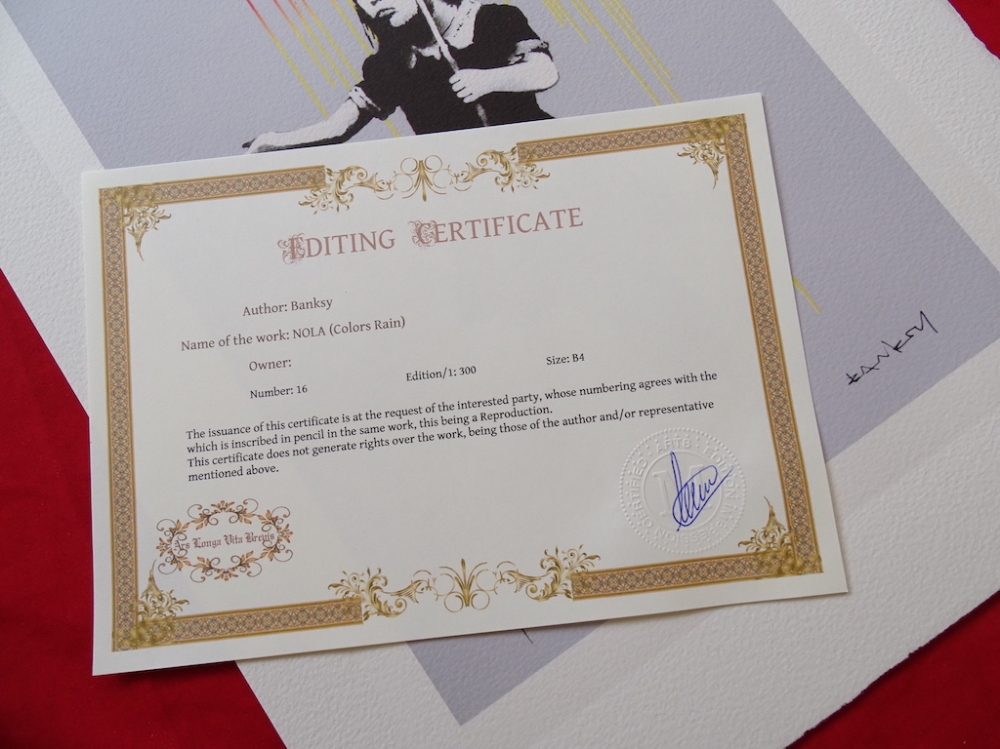 EDITING CERTIFICATE
Author: Banksy
Name of the work: NOLA (Colors Rain)
Owner:
Number: 16 Edition/1: 300 Size: B4
The issuance of this certificate is at the request of the interested party, whose numbering agrees with the
which is inscribed in pencil in the same work, this being a Reproduction.
This certificate does not generate rights over the work, being those of the author and/or representative
mentioned above.
Ars Longa Vita Brevis
BANKSY